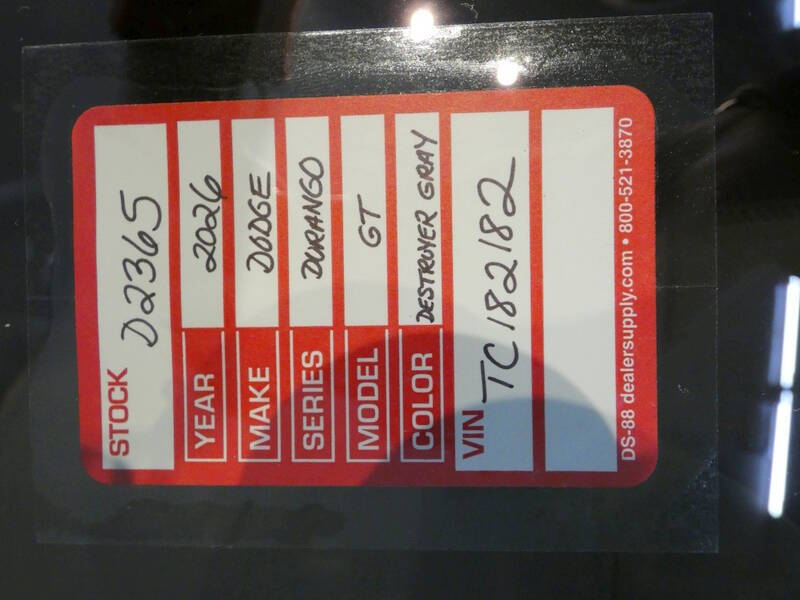 STOCK D2365
YEAR 2026
MAKE DODGE
SERIES DURANGO
MODEL GT
COLOR DESTROYER GRAY
VIN TC182182
DS-88 dealersupply.com • 800-521-3870